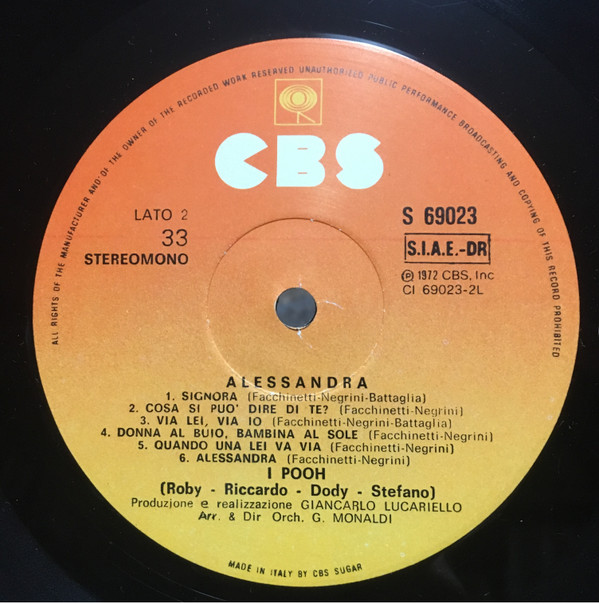 ALL RIGHTS OF THE MANUFACTURER AND OF THE OWNER OF THE RECORDED WORK RESERVED UNAUTHORISED PUBLIC PERFORMANCE BROADCASTING AND COPYING OF THIS RECORD PROHIBITED
CBS
LATO 2
33
STEREOMONO
S 69023
S.I.A.E.-DR
℗ 1972 CBS, Inc
CI 69023-2L
ALESSANDRA
1. SIGNORA (Facchinetti-Negrini-Battaglia)
2. COSA SI PUO' DIRE DI TE? (Facchinetti-Negrini)
3. VIA LEI, VIA IO (Facchinetti-Negrini-Battaglia)
4. DONNA AL BUIO, BAMBINA AL SOLE (Facchinetti-Negrini)
5. QUANDO UNA LEI VA VIA (Facchinetti-Negrini)
6. ALESSANDRA (Facchinetti-Negrini)
I POOH
(Roby - Riccardo - Dody - Stefano)
Produzione e realizzazione GIANCARLO LUCARIELLO
Arr. & Dir Orch. G. MONALDI
MADE IN ITALY BY CBS SUGAR